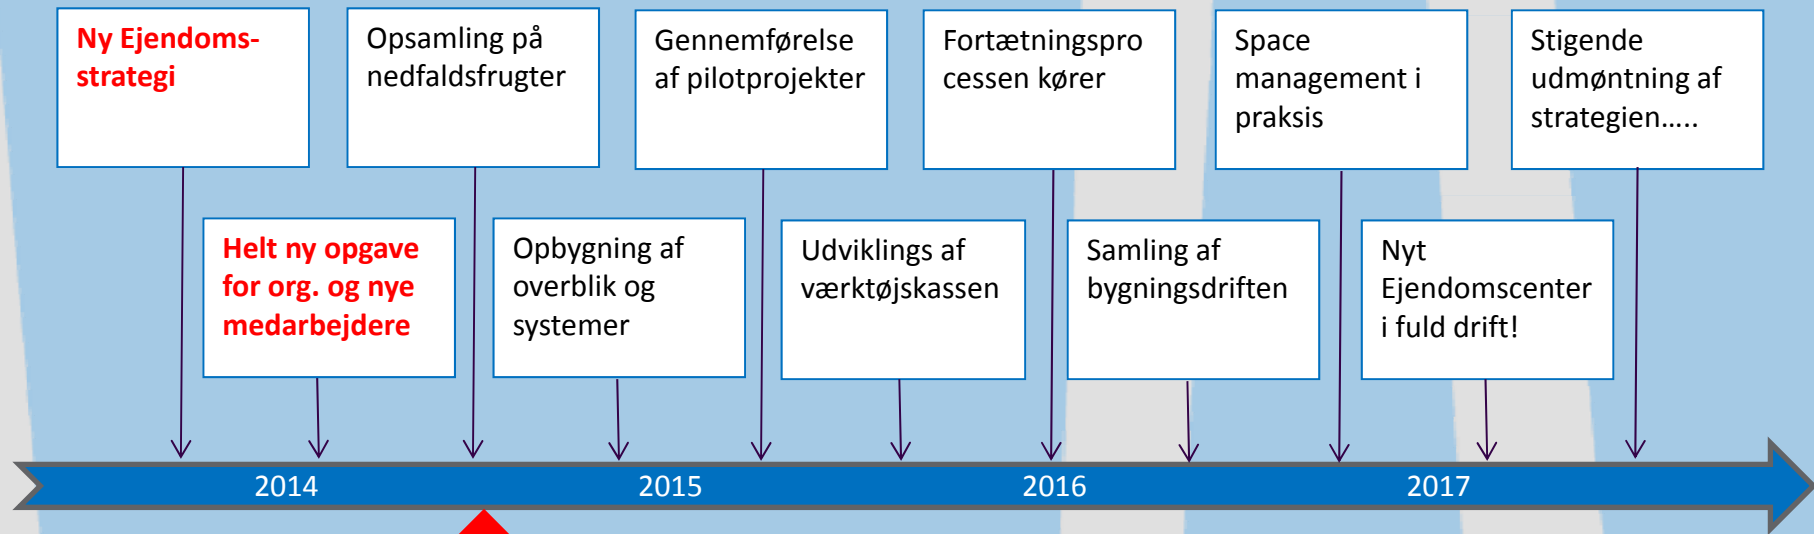 Ny Ejendoms-
strategi
Opsamling på
nedfaldsfrugter
Gennemførelse
af pilotprojekter
Fortætningspro
cessen kører
Space
management i
praksis
Stigende
udmøntning af
strategien.....
Helt ny opgave
for org. og nye
medarbejdere
Opbygning af
overblik og
systemer
Udviklings af
værktøjskassen
Samling af
bygningsdriften
Nyt
Ejendomscenter
i fuld drift!
2014
2015
2016
2017